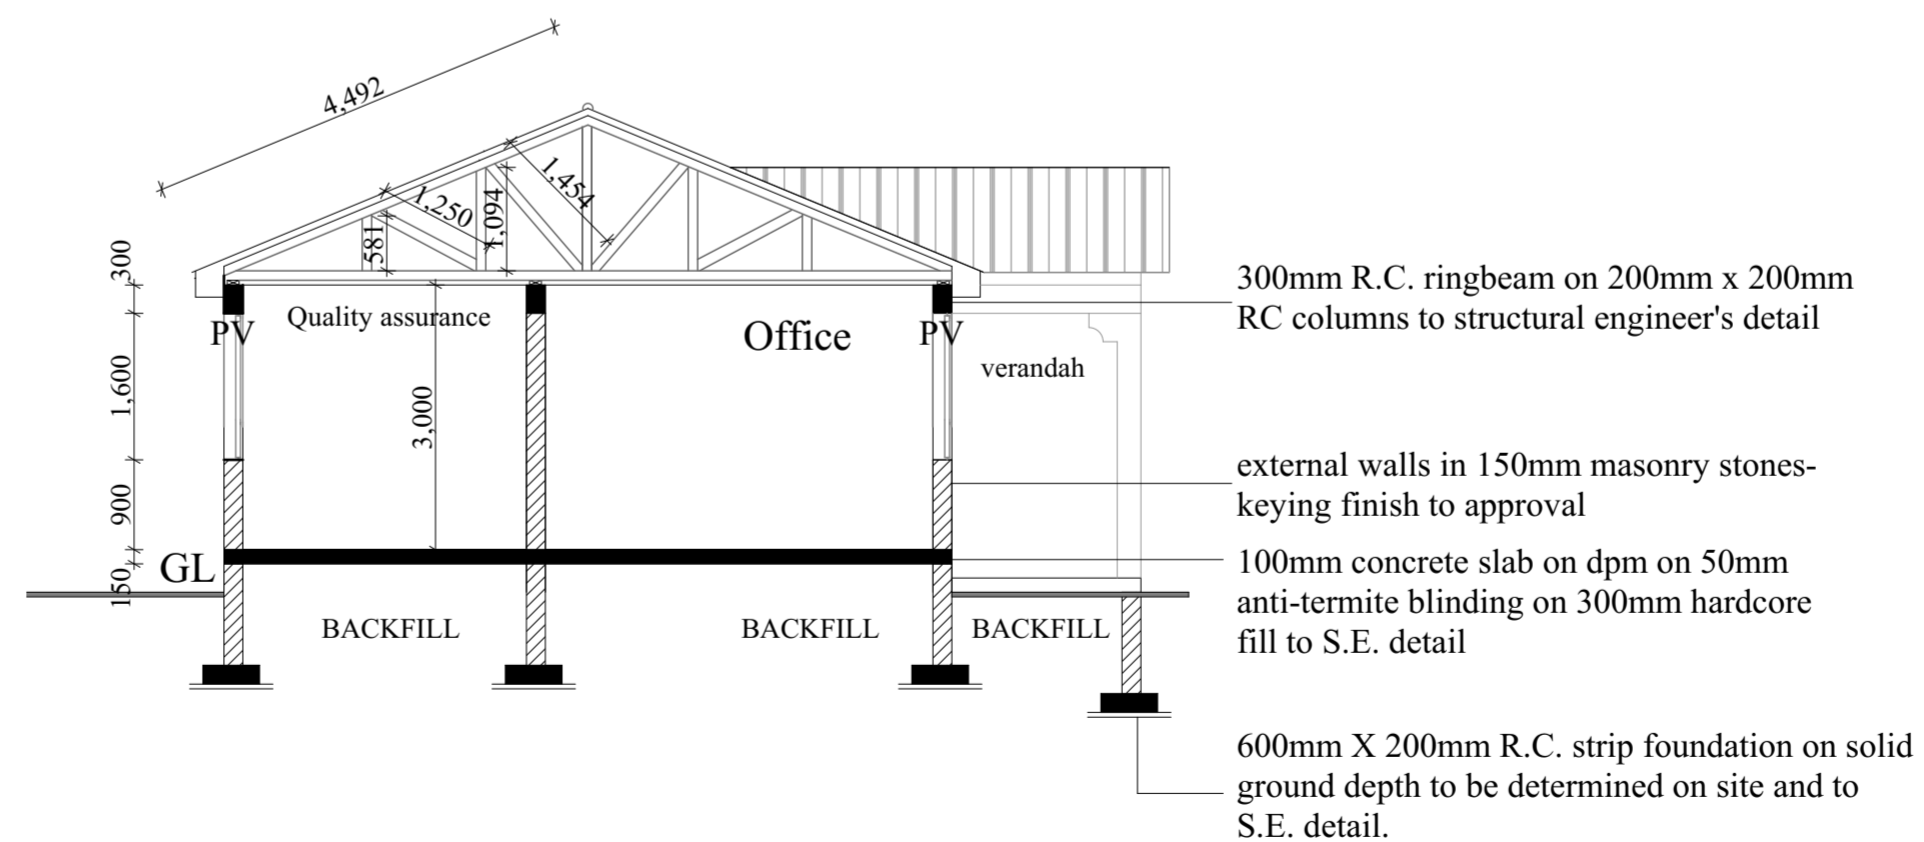 4,492
1,454
1,250
1,094
581
300
PV
Quality assurance
Office
PV
verandah
1,600
3,000
900
GL
150
BACKFILL
BACKFILL
BACKFILL
300mm R.C. ringbeam on 200mm x 200mm
RC columns to structural engineer's detail
external walls in 150mm masonry stones-
keying finish to approval
100mm concrete slab on dpm on 50mm
anti-termite blinding on 300mm hardcore
fill to S.E. detail
600mm X 200mm R.C. strip foundation on solid
ground depth to be determined on site and to
S.E. detail.